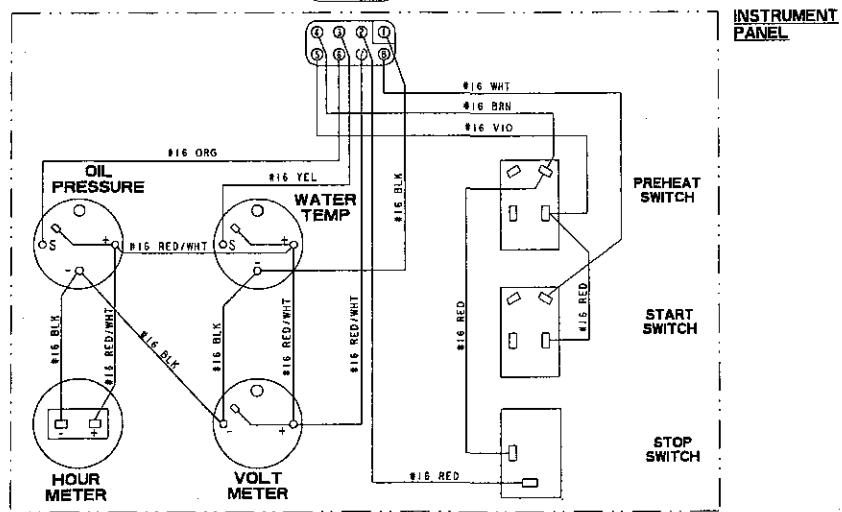 INSTRUMENT
PANEL
4 3 2 1
5 6 7 8
#16 WHT
#16 BRN
#16 VIO
#16 ORG
OIL
PRESSURE
#16 YEL
WATER
TEMP
#16 BLK
PREHEAT
SWITCH
S
+
-
#16 RED/WHT
S
+
-
#16 BLK
#16 RED/WHT
#16 BLK
#16 BLK
#16 RED/WHT
#16 RED/WHT
#16 RED
#16 RED
START
SWITCH
- +
HOUR
METER
- +
VOLT
METER
#16 RED
STOP
SWITCH